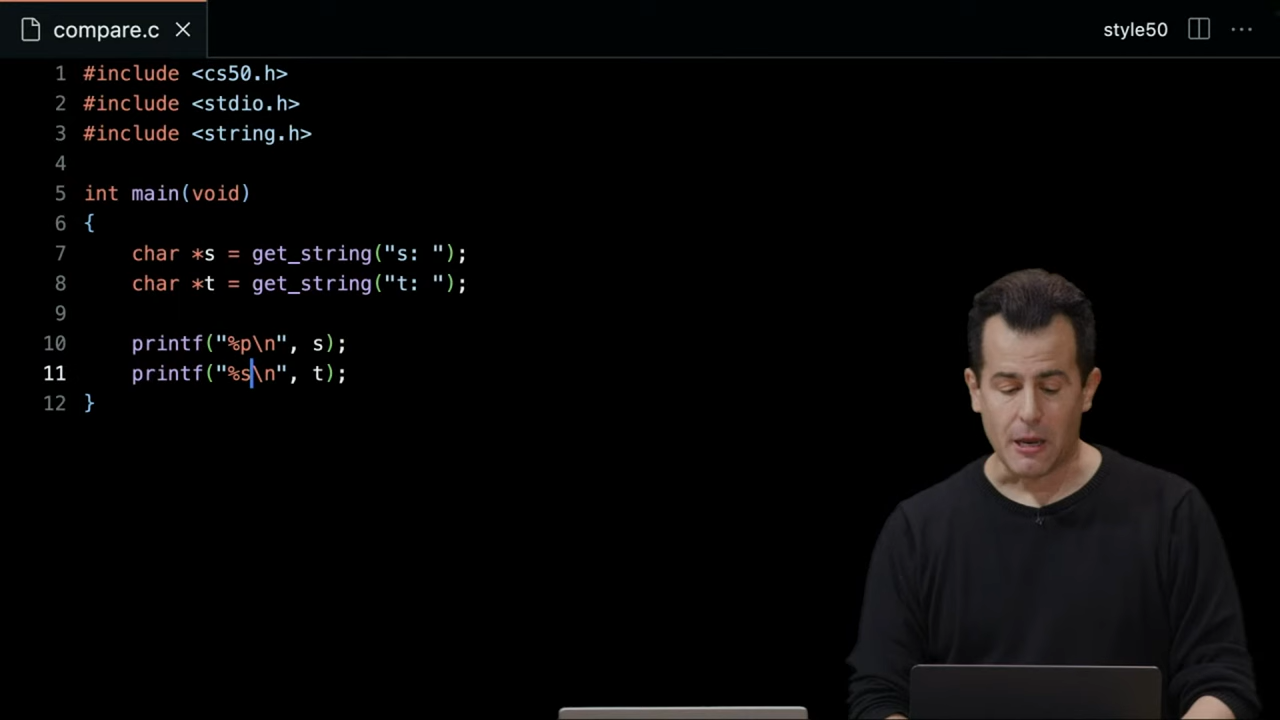 compare.c
style50
1 #include <cs50.h>
2 #include <stdio.h>
3 #include <string.h>
4
5 int main(void)
6 {
7     char *s = get_string("s: ");
8     char *t = get_string("t: ");
9
10     printf("%p\n", s);
11     printf("%s\n", t);
12 }